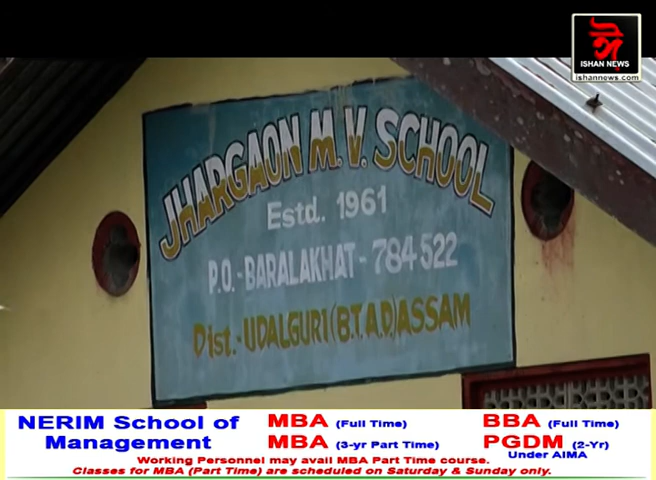 ঈ
ISHAN NEWS
ishannews.com
JHARGAON M.V. SCHOOL
Estd. 1961
P.O.-BARALAKHAT-784522
Dist.-UDALGURI(B.T.A.D)ASSAM
NERIM School of Management
MBA (Full Time)
MBA (3-yr Part Time)
BBA (Full Time)
PGDM (2-Yr)
Under AIMA
Working Personnel may avail MBA Part Time course.
Classes for MBA (Part Time) are scheduled on Saturday & Sunday only.